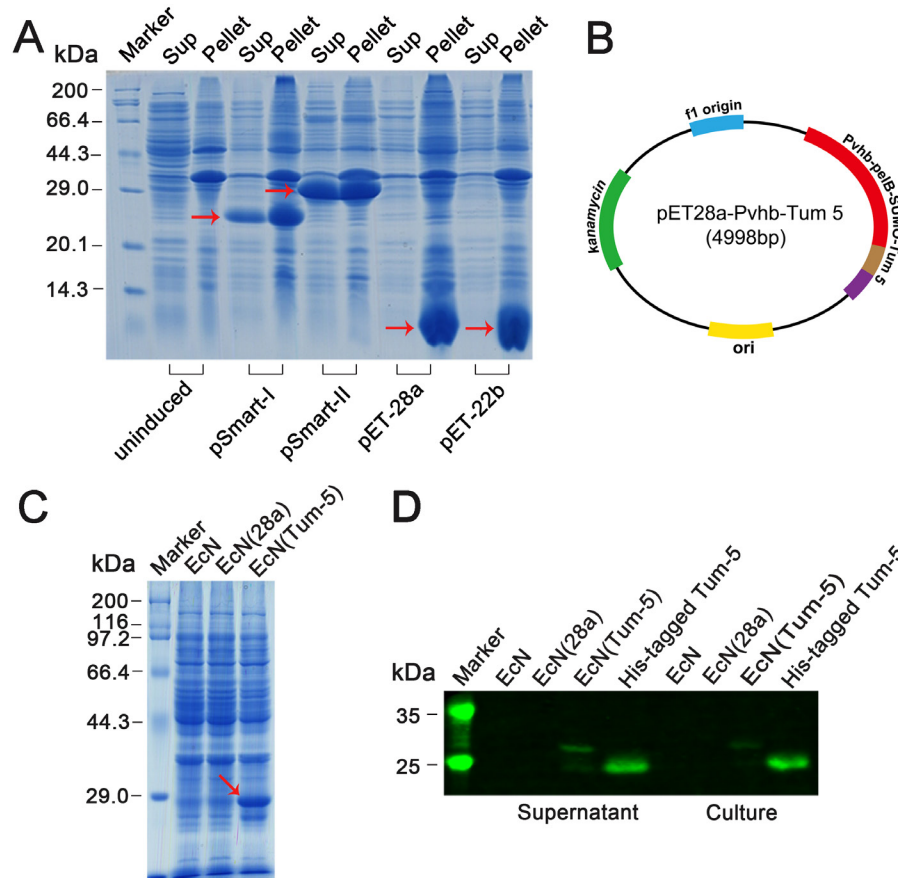 A
kDa
Marker
Sup
Pellet
Sup
Pellet
Sup
Pellet
Sup
Pellet
Sup
Pellet
200
66.4
44.3
29.0
20.1
14.3
uninduced
pSmart-I
pSmart-II
pET-28a
pET-22b
B
f1 origin
Pvhb-pelB-SUMO-Tum 5
kanamycin
pET28a-Pvhb-Tum 5
(4998bp)
ori
C
kDa
Marker
EcN
EcN(28a)
EcN(Tum-5)
200
116
97.2
66.4
44.3
29.0
D
kDa
Marker
EcN
EcN(28a)
EcN(Tum-5)
His-tagged Tum-5
EcN
EcN(28a)
EcN(Tum-5)
His-tagged Tum-5
35
25
Supernatant
Culture